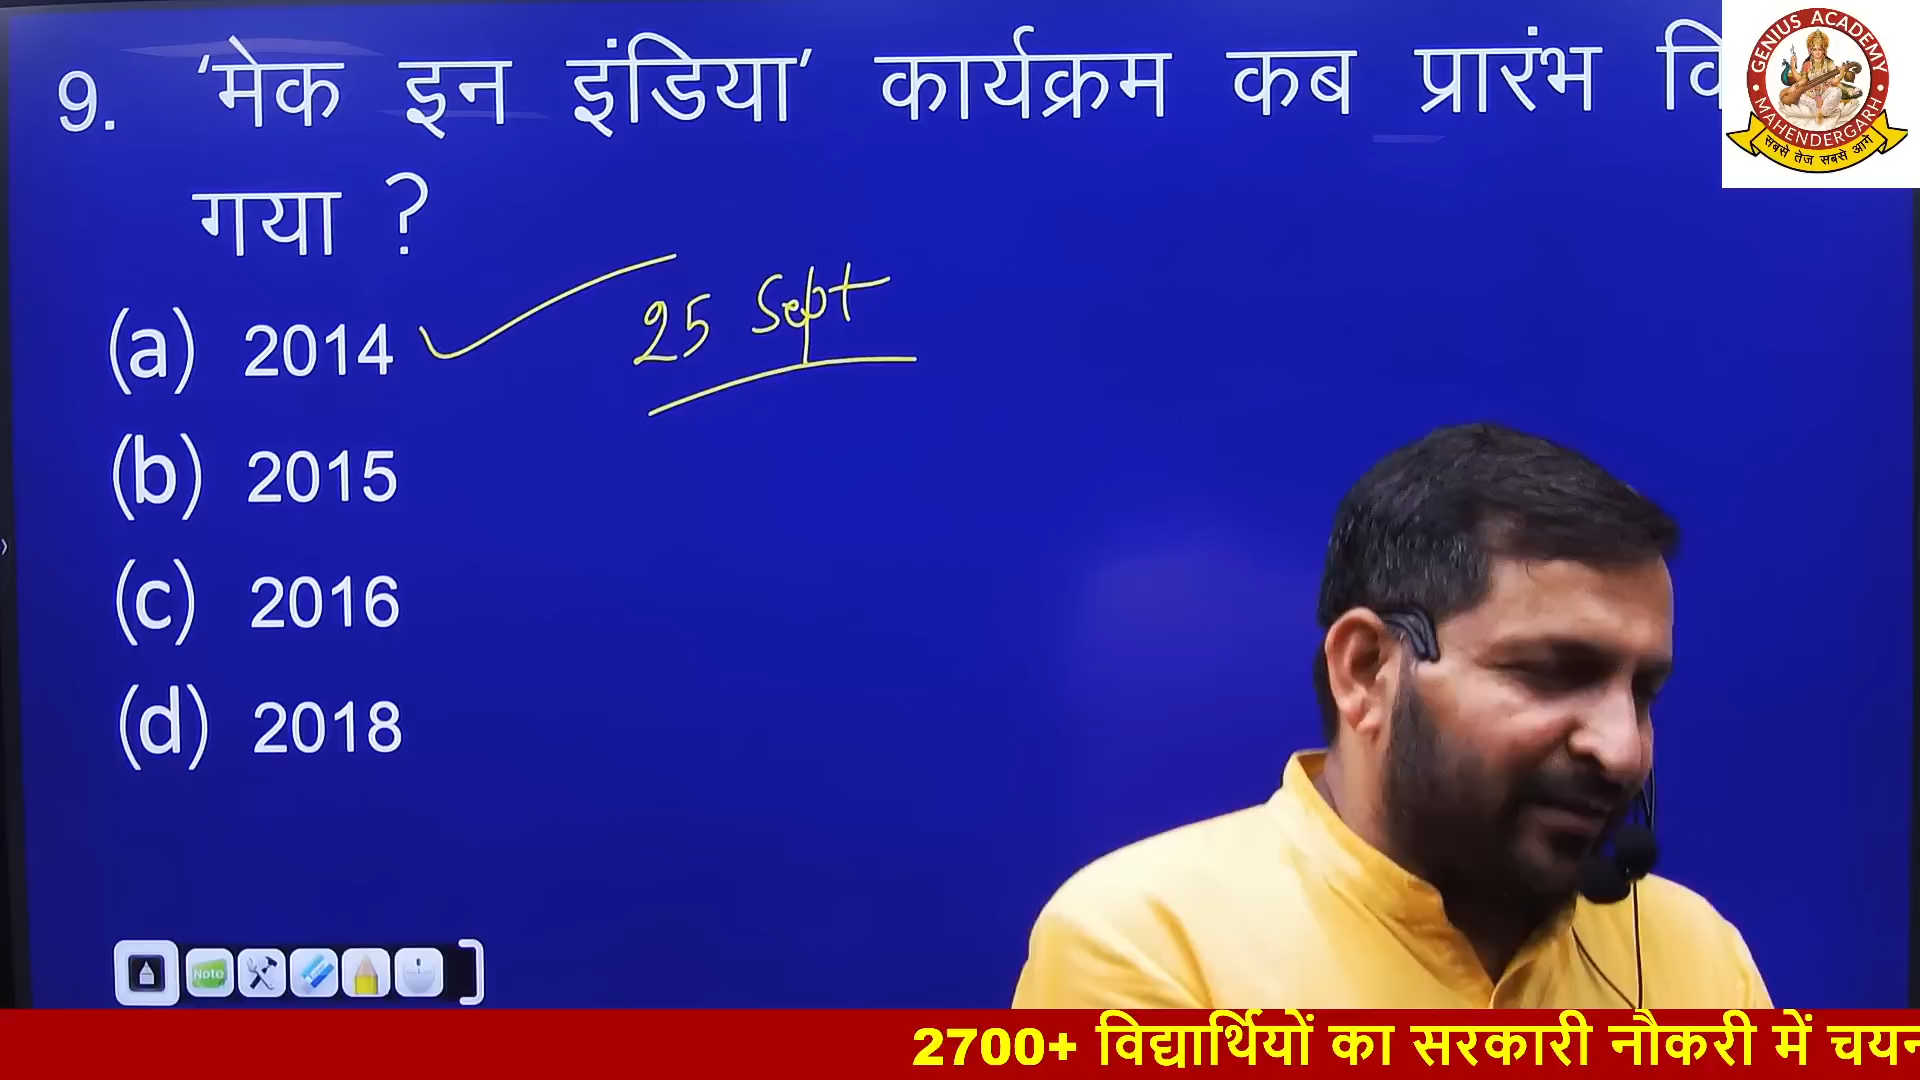 9. ‘मेक इन इंडिया’ कार्यक्रम कब प्रारंभ
गया ?
(a) 2014
25 Sept
(b) 2015
(c) 2016
(d) 2018
GENIUS ACADEMY
MAHENDERGARH
सबसे तेज सबसे आगे
Note
2700+ विद्यार्थियों का सरकारी नौकरी में चयन